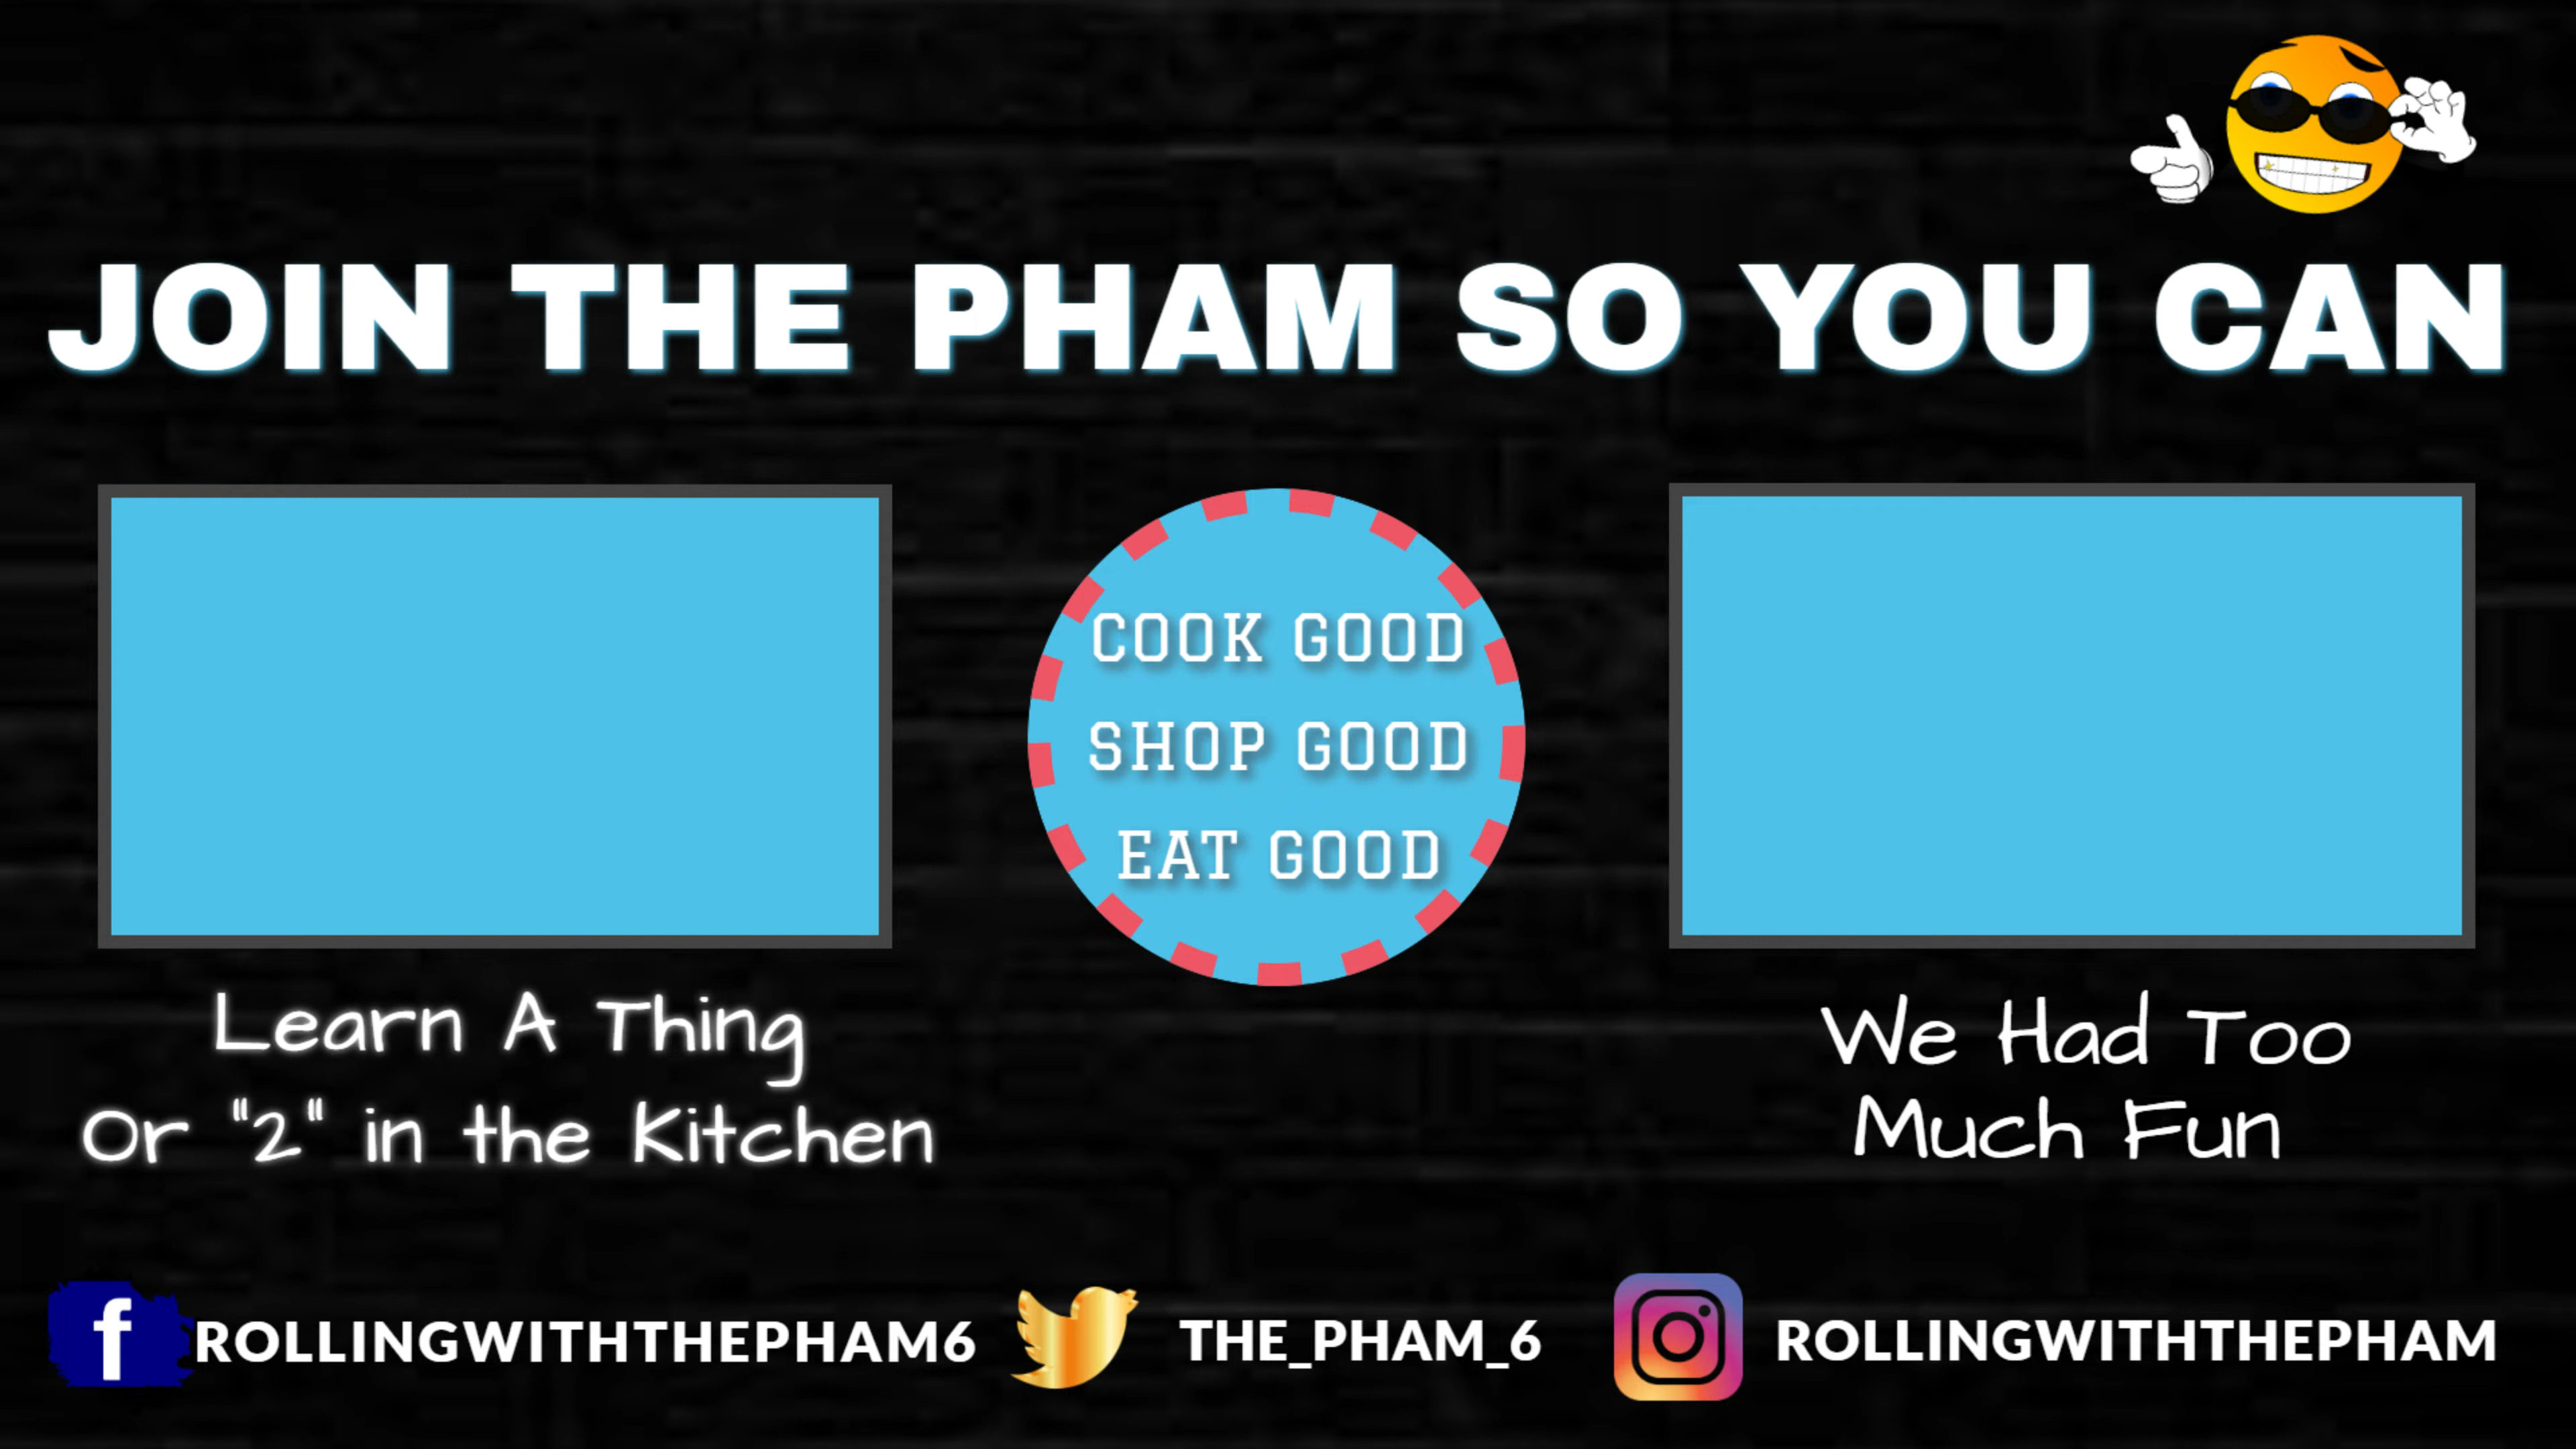 JOIN THE PHAM SO YOU CAN
COOK GOOD
SHOP GOOD
EAT GOOD
Learn A Thing
Or "2" in the Kitchen
We Had Too
Much Fun
f ROLLINGWITHTHEPHAM6
THE_PHAM_6
ROLLINGWITHTHEPHAM